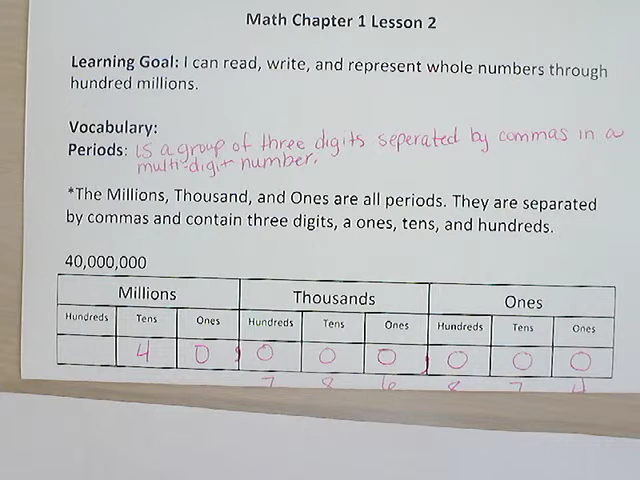 Math Chapter 1 Lesson 2
Learning Goal: I can read, write, and represent whole numbers through
hundred millions.
Vocabulary:
Periods: is a group of three digits seperated by commas in a
multi-digit number.
*The Millions, Thousand, and Ones are all periods. They are separated
by commas and contain three digits, a ones, tens, and hundreds.
40,000,000
Millions Thousands Ones
Hundreds Tens Ones Hundreds Tens Ones Hundreds Tens Ones
4 0, 0 0 0, 0 0 0